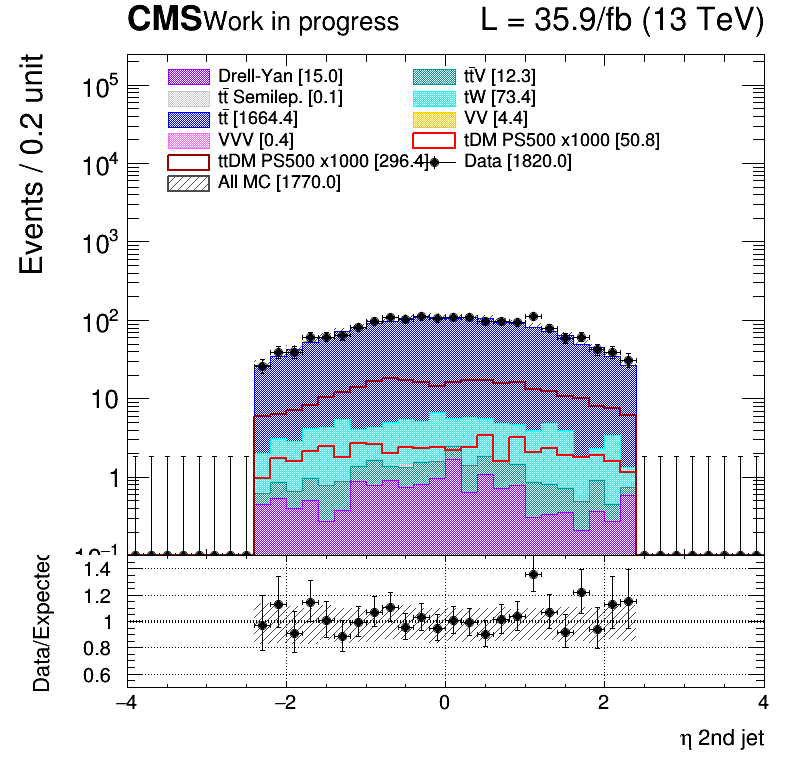 CMS Work in progress L = 35.9/fb (13 TeV)
Events / 0.2 unit
Drell-Yan [15.0] tt̄V [12.3]
tt̄ Semilep. [0.1] tW [73.4]
tt̄ [1664.4] VV [4.4]
VVV [0.4] tDM PS500 x1000 [50.8]
ttDM PS500 x1000 [296.4] Data [1820.0]
All MC [1770.0]
10⁵
10⁴
10³
10²
10
1
10⁻¹
Data/Expected
1.4
1.2
1
0.8
0.6
−4 −2 0 2 4
η 2nd jet